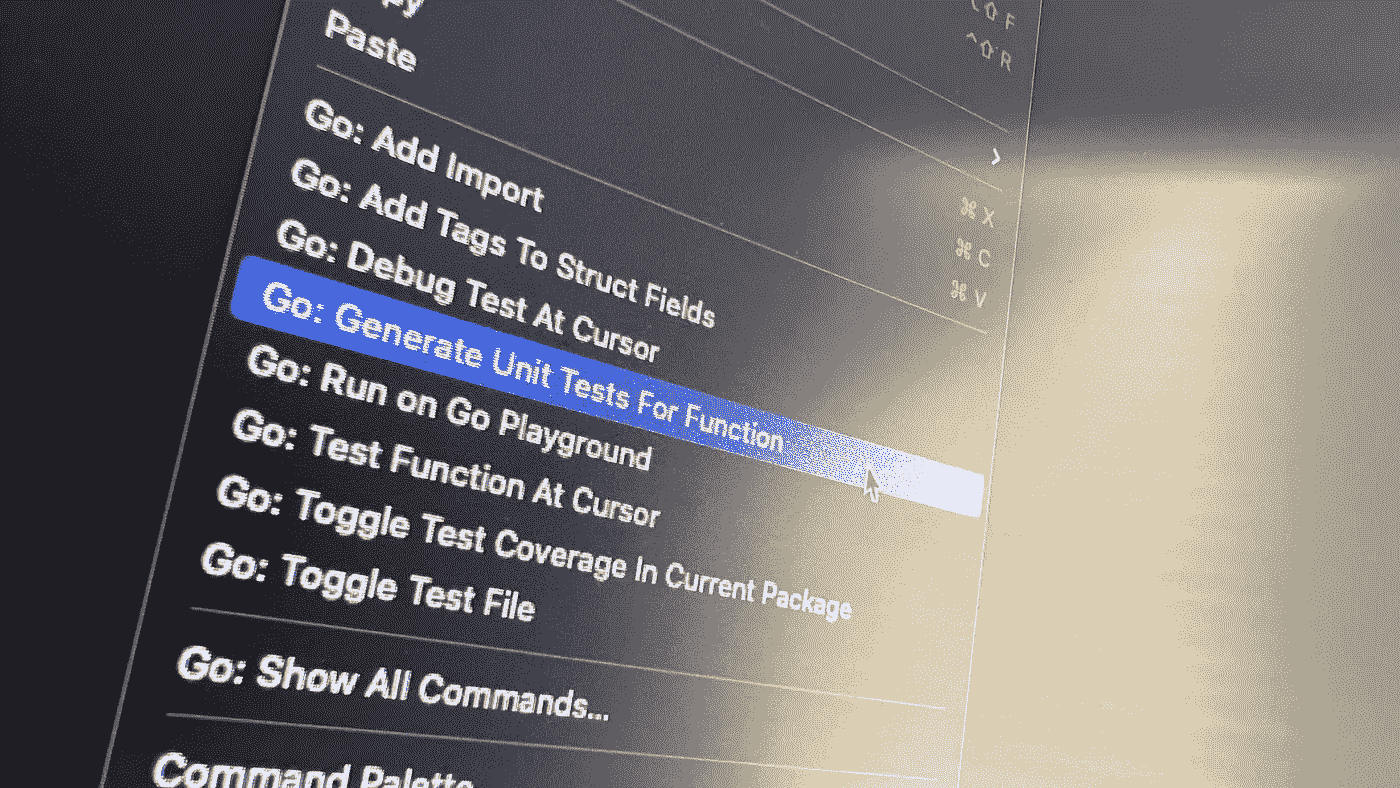 ⇧ F
^⇧ R
py
Paste
›
⌘ X
⌘ C
⌘ V
Go: Add Import
Go: Add Tags To Struct Fields
Go: Debug Test At Cursor
Go: Generate Unit Tests For Function
Go: Run on Go Playground
Go: Test Function At Cursor
Go: Toggle Test Coverage In Current Package
Go: Toggle Test File
Go: Show All Commands...
Command Palette